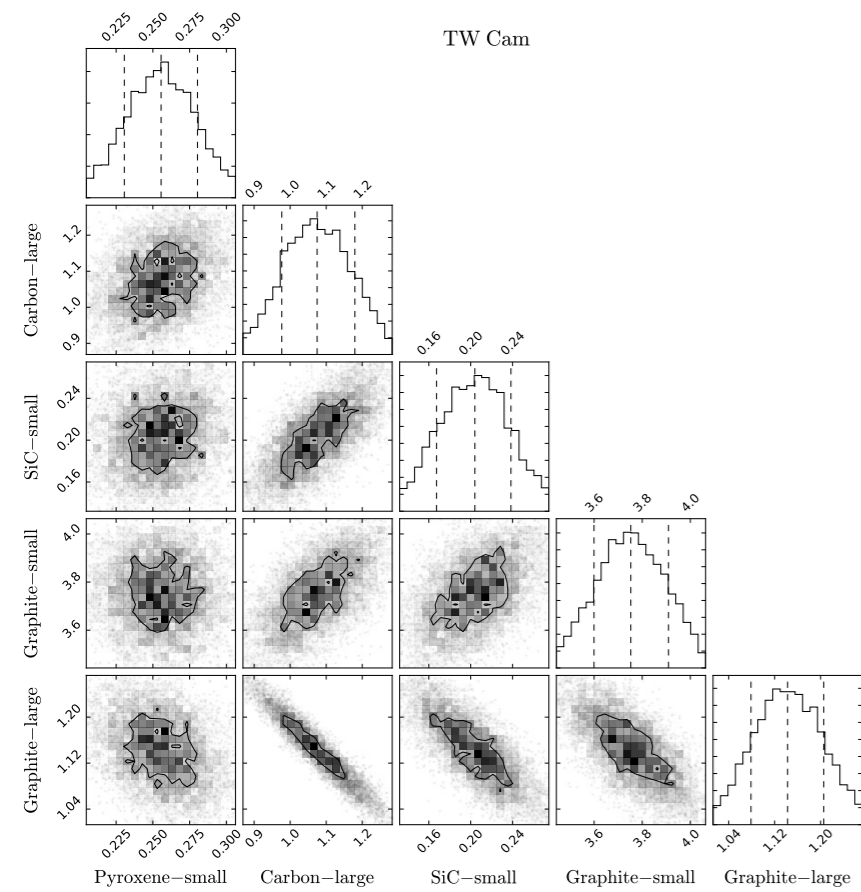 0.225 0.250 0.275 0.300
TW Cam
0.9 1.0 1.1 1.2
Carbon−large
1.2
1.1
1.0
0.9
0.16 0.20 0.24
SiC−small
0.24
0.20
0.16
3.6 3.8 4.0
Graphite−small
4.0
3.8
3.6
Graphite−large
1.20
1.12
1.04
0.225 0.250 0.275 0.300 0.9 1.0 1.1 1.2 0.16 0.20 0.24 3.6 3.8 4.0 1.04 1.12 1.20
Pyroxene−small Carbon−large SiC−small Graphite−small Graphite−large